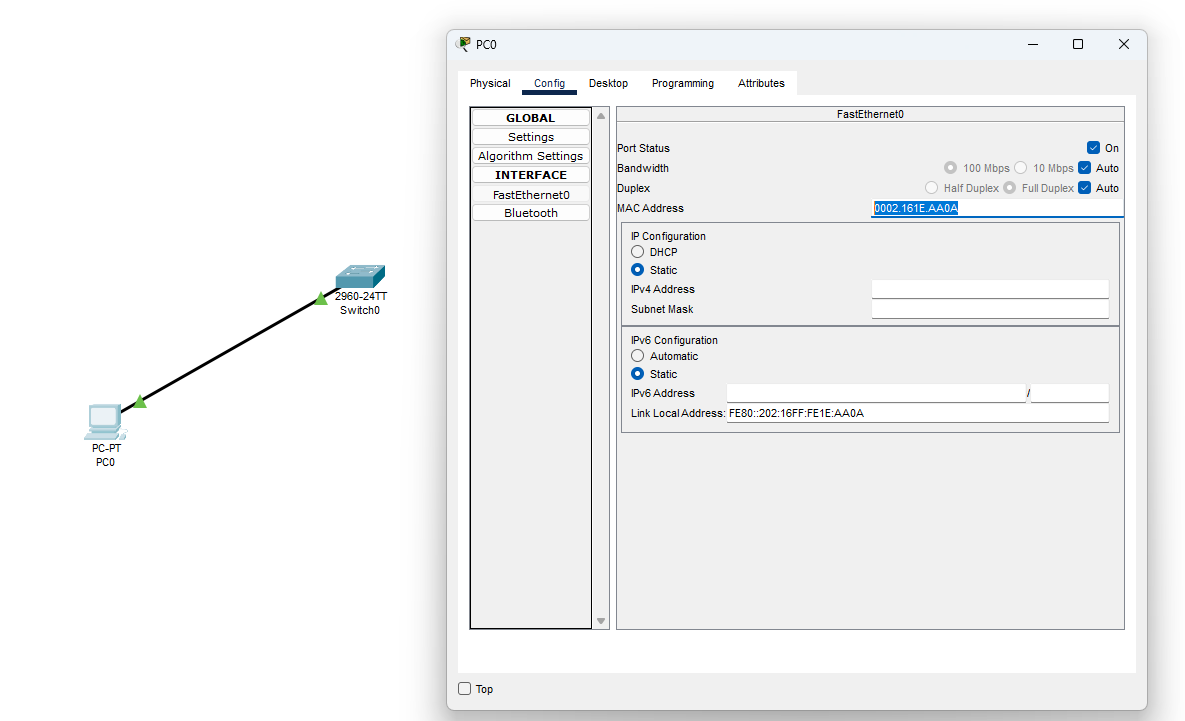 PC0
Physical Config Desktop Programming Attributes
GLOBAL
Settings
Algorithm Settings
INTERFACE
FastEthernet0
Bluetooth
FastEthernet0
Port Status On
Bandwidth 100 Mbps 10 Mbps Auto
Duplex Half Duplex Full Duplex Auto
MAC Address 0002.161E.AA0A
IP Configuration
DHCP
Static
IPv4 Address
Subnet Mask
IPv6 Configuration
Automatic
Static
IPv6 Address /
Link Local Address: FE80::202:16FF:FE1E:AA0A
Top
2960-24TT
Switch0
PC-PT
PC0